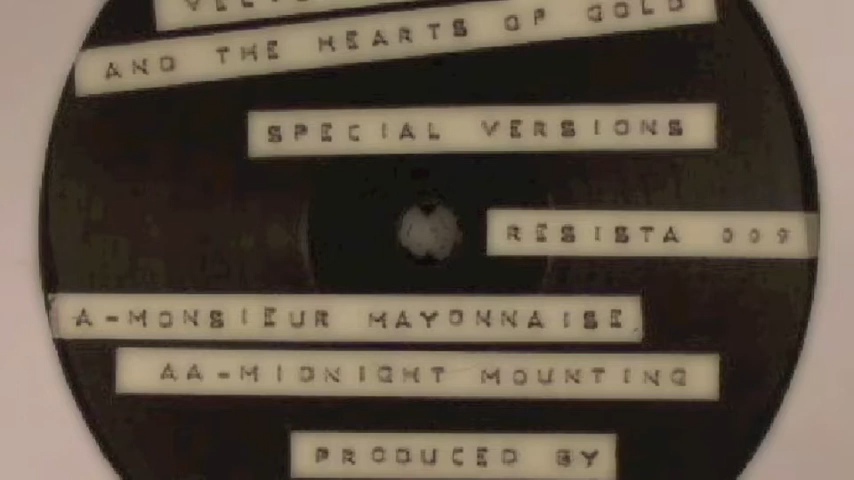 AND THE HEARTS OF GOLD
SPECIAL VERSIONS
RESISTA 009
A-MONSIEUR MAYONNAISE
AA-MIDNIGHT MOUNTING
PRODUCED BY